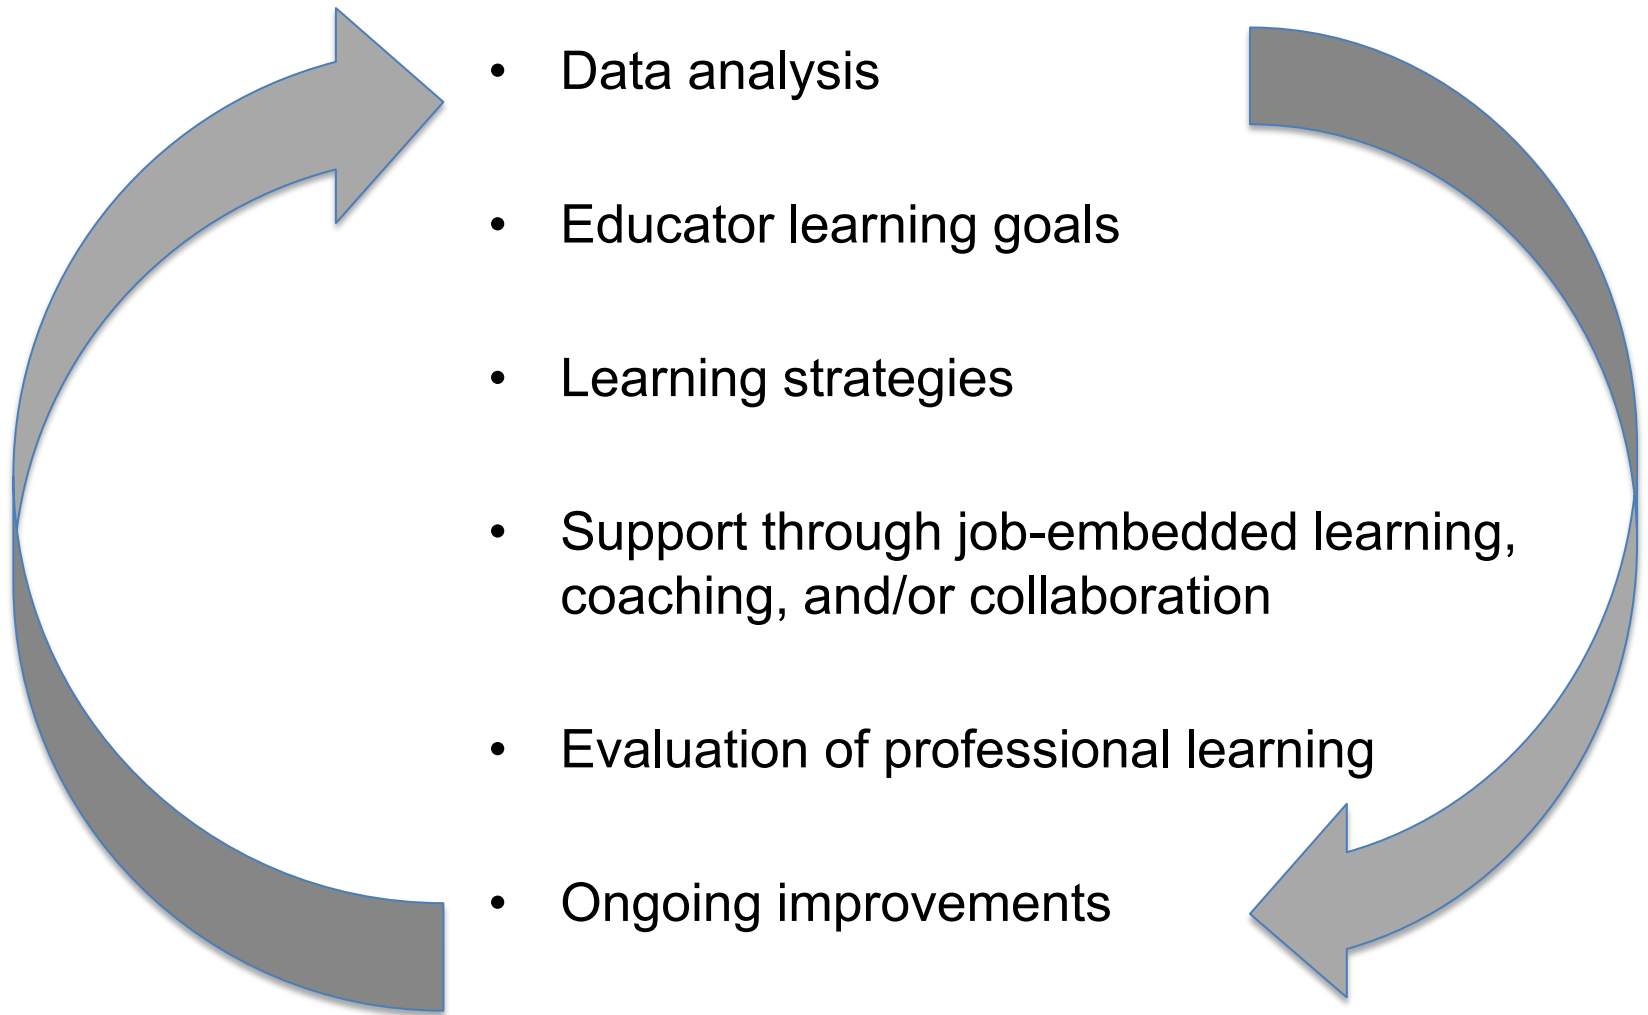 • Data analysis
• Educator learning goals
• Learning strategies
• Support through job-embedded learning,
coaching, and/or collaboration
• Evaluation of professional learning
• Ongoing improvements